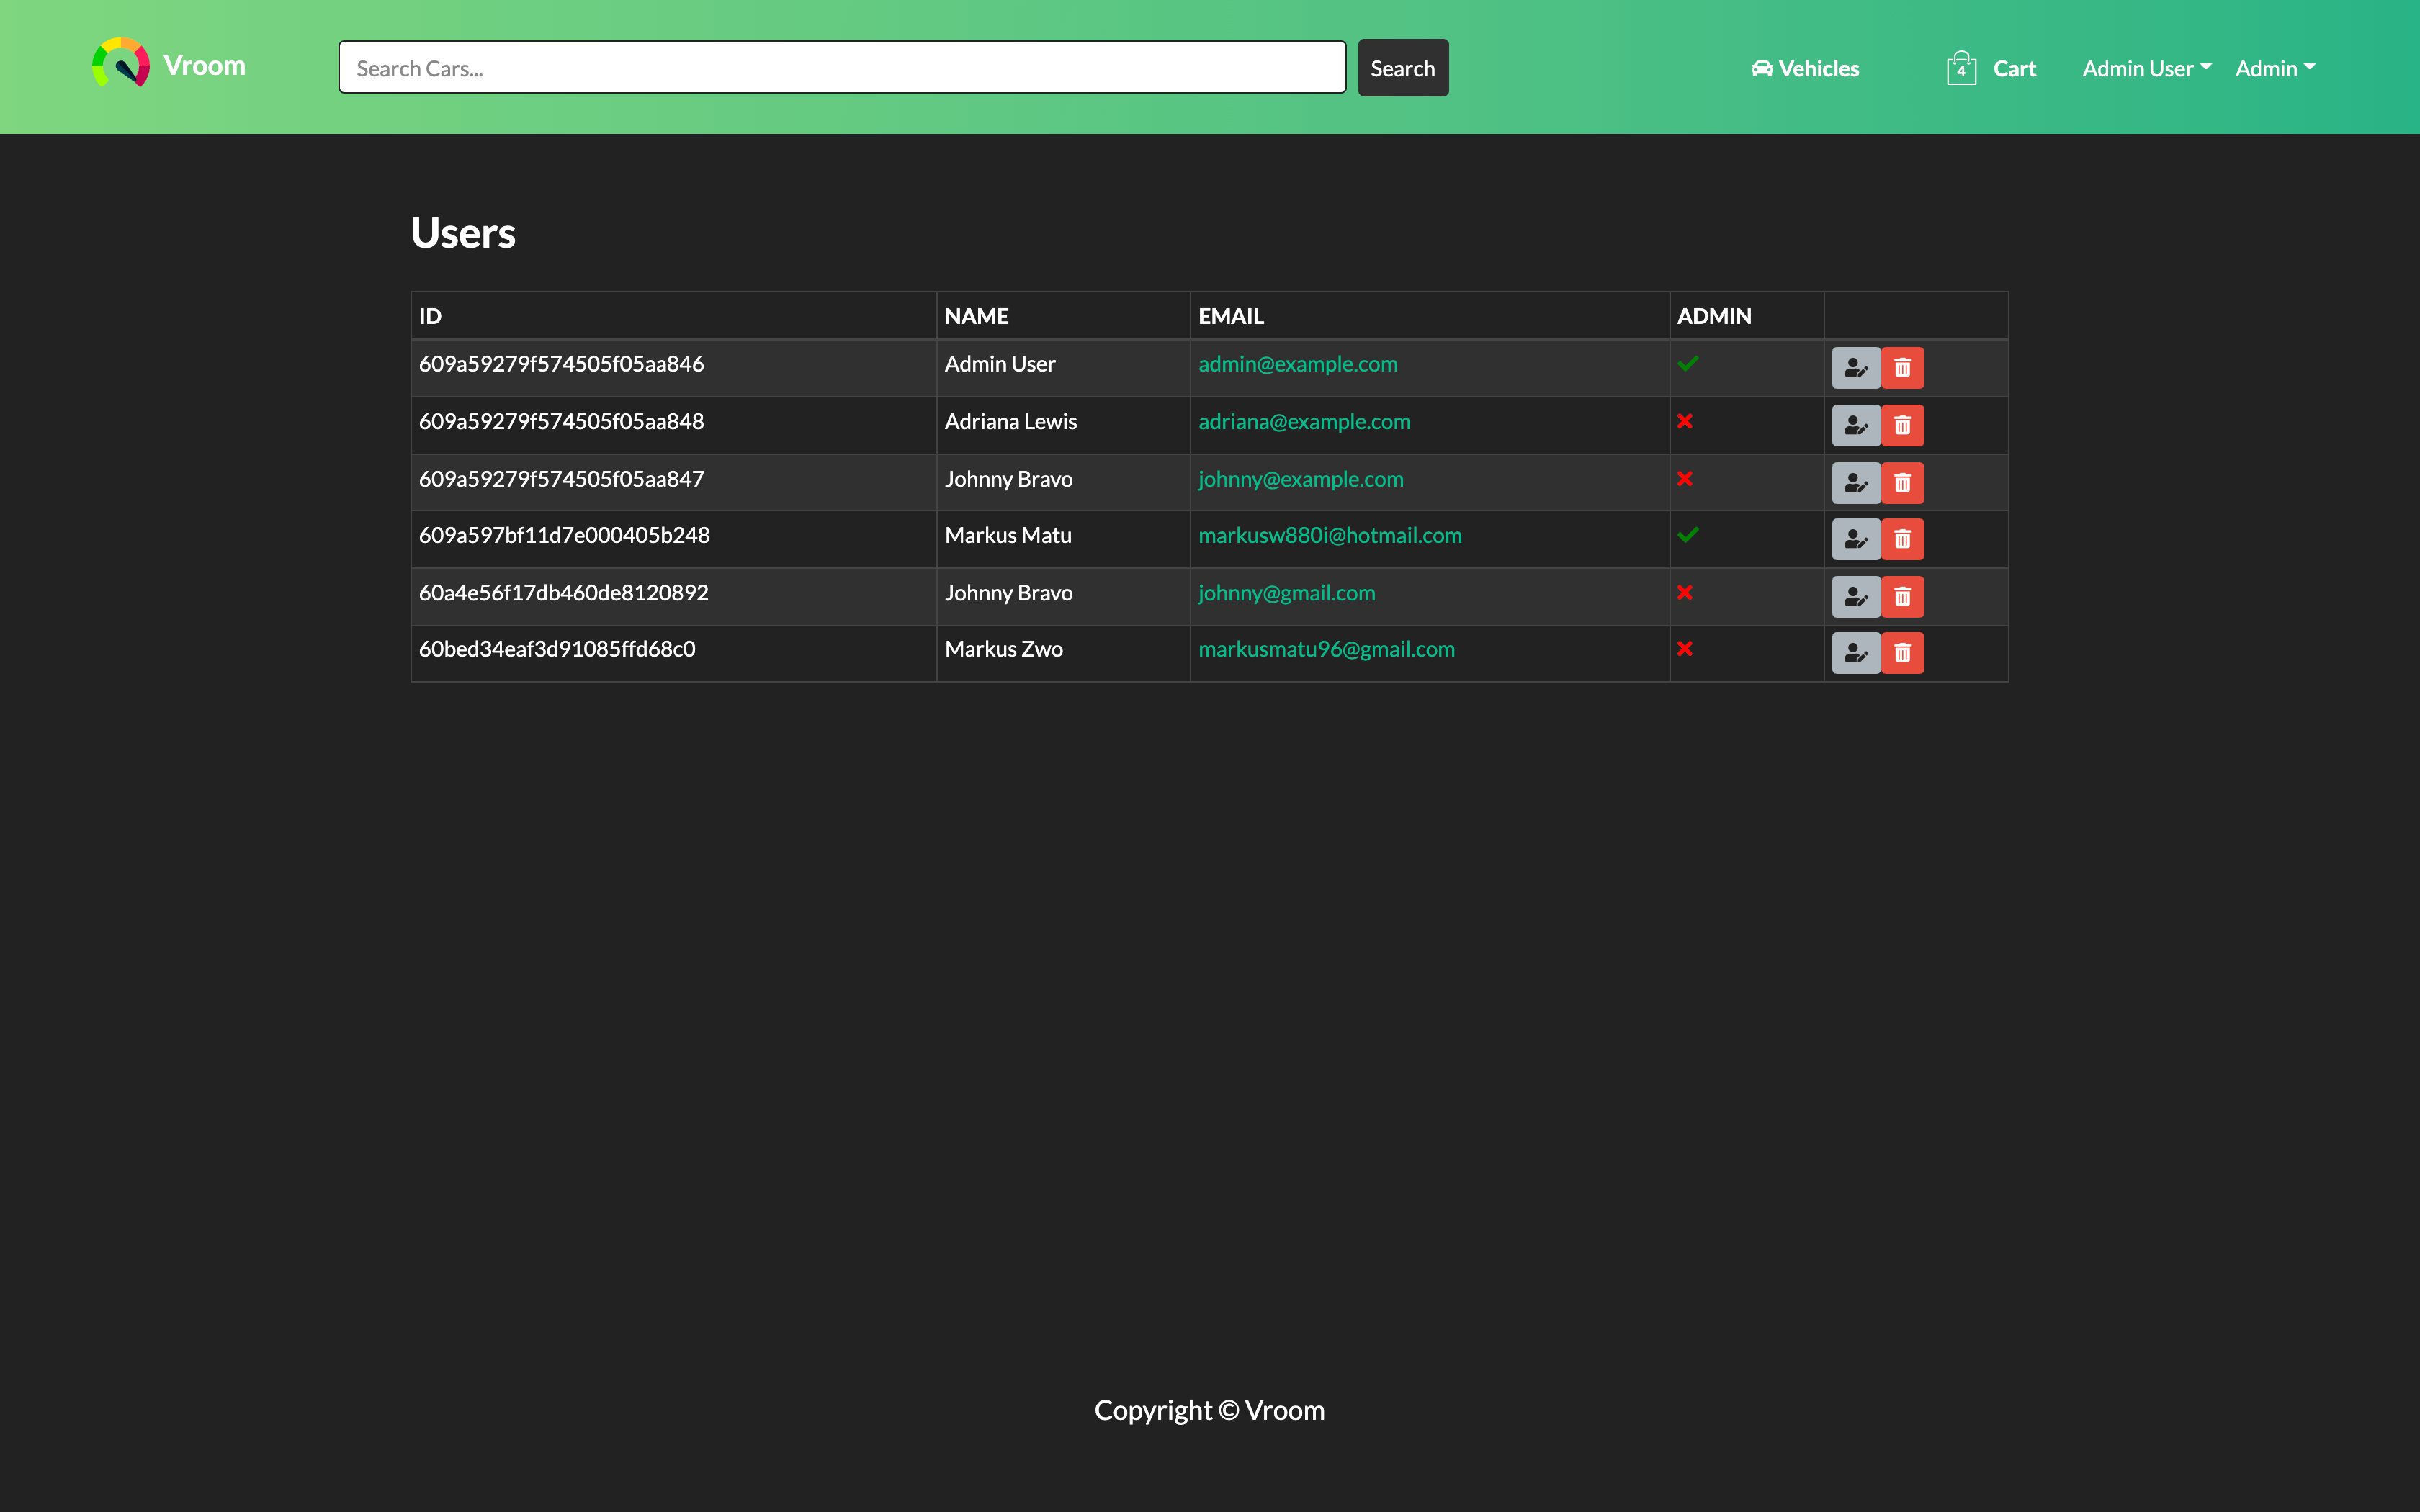 Vroom Search Cars... Search Vehicles 4 Cart Admin User Admin
Users
ID NAME EMAIL ADMIN
609a59279f574505f05aa846 Admin User admin@example.com
609a59279f574505f05aa848 Adriana Lewis adriana@example.com
609a59279f574505f05aa847 Johnny Bravo johnny@example.com
609a597bf11d7e000405b248 Markus Matu markusw880i@hotmail.com
60a4e56f17db460de8120892 Johnny Bravo johnny@gmail.com
60bed34eaf3d91085ffd68c0 Markus Zwo markusmatu96@gmail.com
Copyright © Vroom